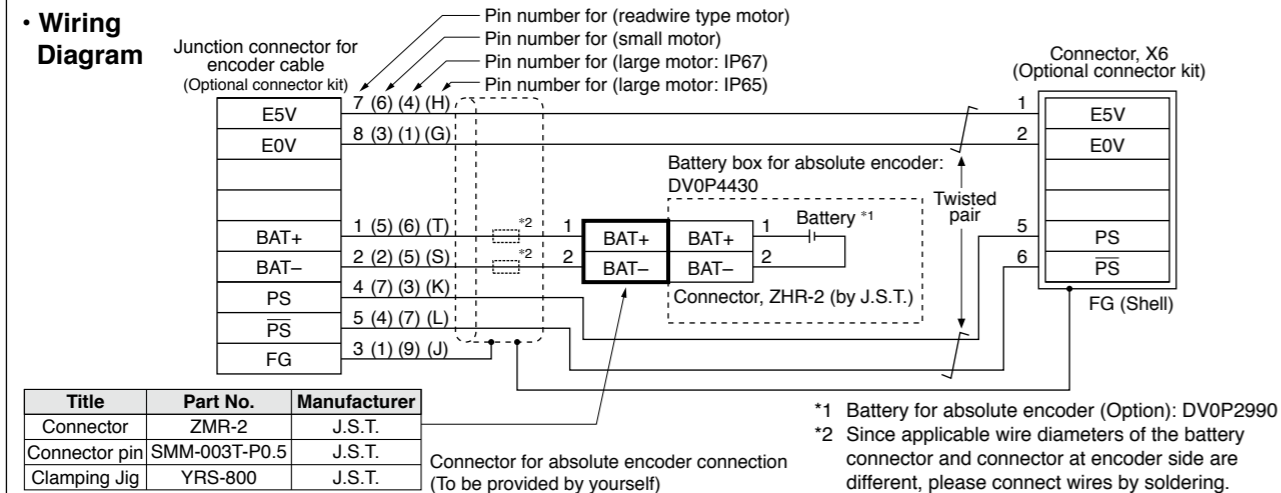 ・Wiring
Diagram
Pin number for (readwire type motor)
Pin number for (small motor)
Pin number for (large motor: IP67)
Pin number for (large motor: IP65)
Junction connector for
encoder cable
(Optional connector kit)
Connector, X6
(Optional connector kit)
E5V 7 (6) (4) (H) 1 E5V
E0V 8 (3) (1) (G) 2 E0V
Battery box for absolute encoder:
DV0P4430
Twisted
pair
BAT+ 1 (5) (6) (T) *2 1 BAT+ BAT+ 1 Battery *1 5 PS
BAT– 2 (2) (5) (S) *2 2 BAT– BAT– 2 6 P̅S̅
PS 4 (7) (3) (K) Connector, ZHR-2 (by J.S.T.)
FG (Shell)
P̅S̅ 5 (4) (7) (L)
FG 3 (1) (9) (J)
Title Part No. Manufacturer
Connector ZMR-2 J.S.T.
Connector pin SMM-003T-P0.5 J.S.T.
Clamping Jig YRS-800 J.S.T.
Connector for absolute encoder connection
(To be provided by yourself)
*1 Battery for absolute encoder (Option): DV0P2990
*2 Since applicable wire diameters of the battery
connector and connector at encoder side are
different, please connect wires by soldering.